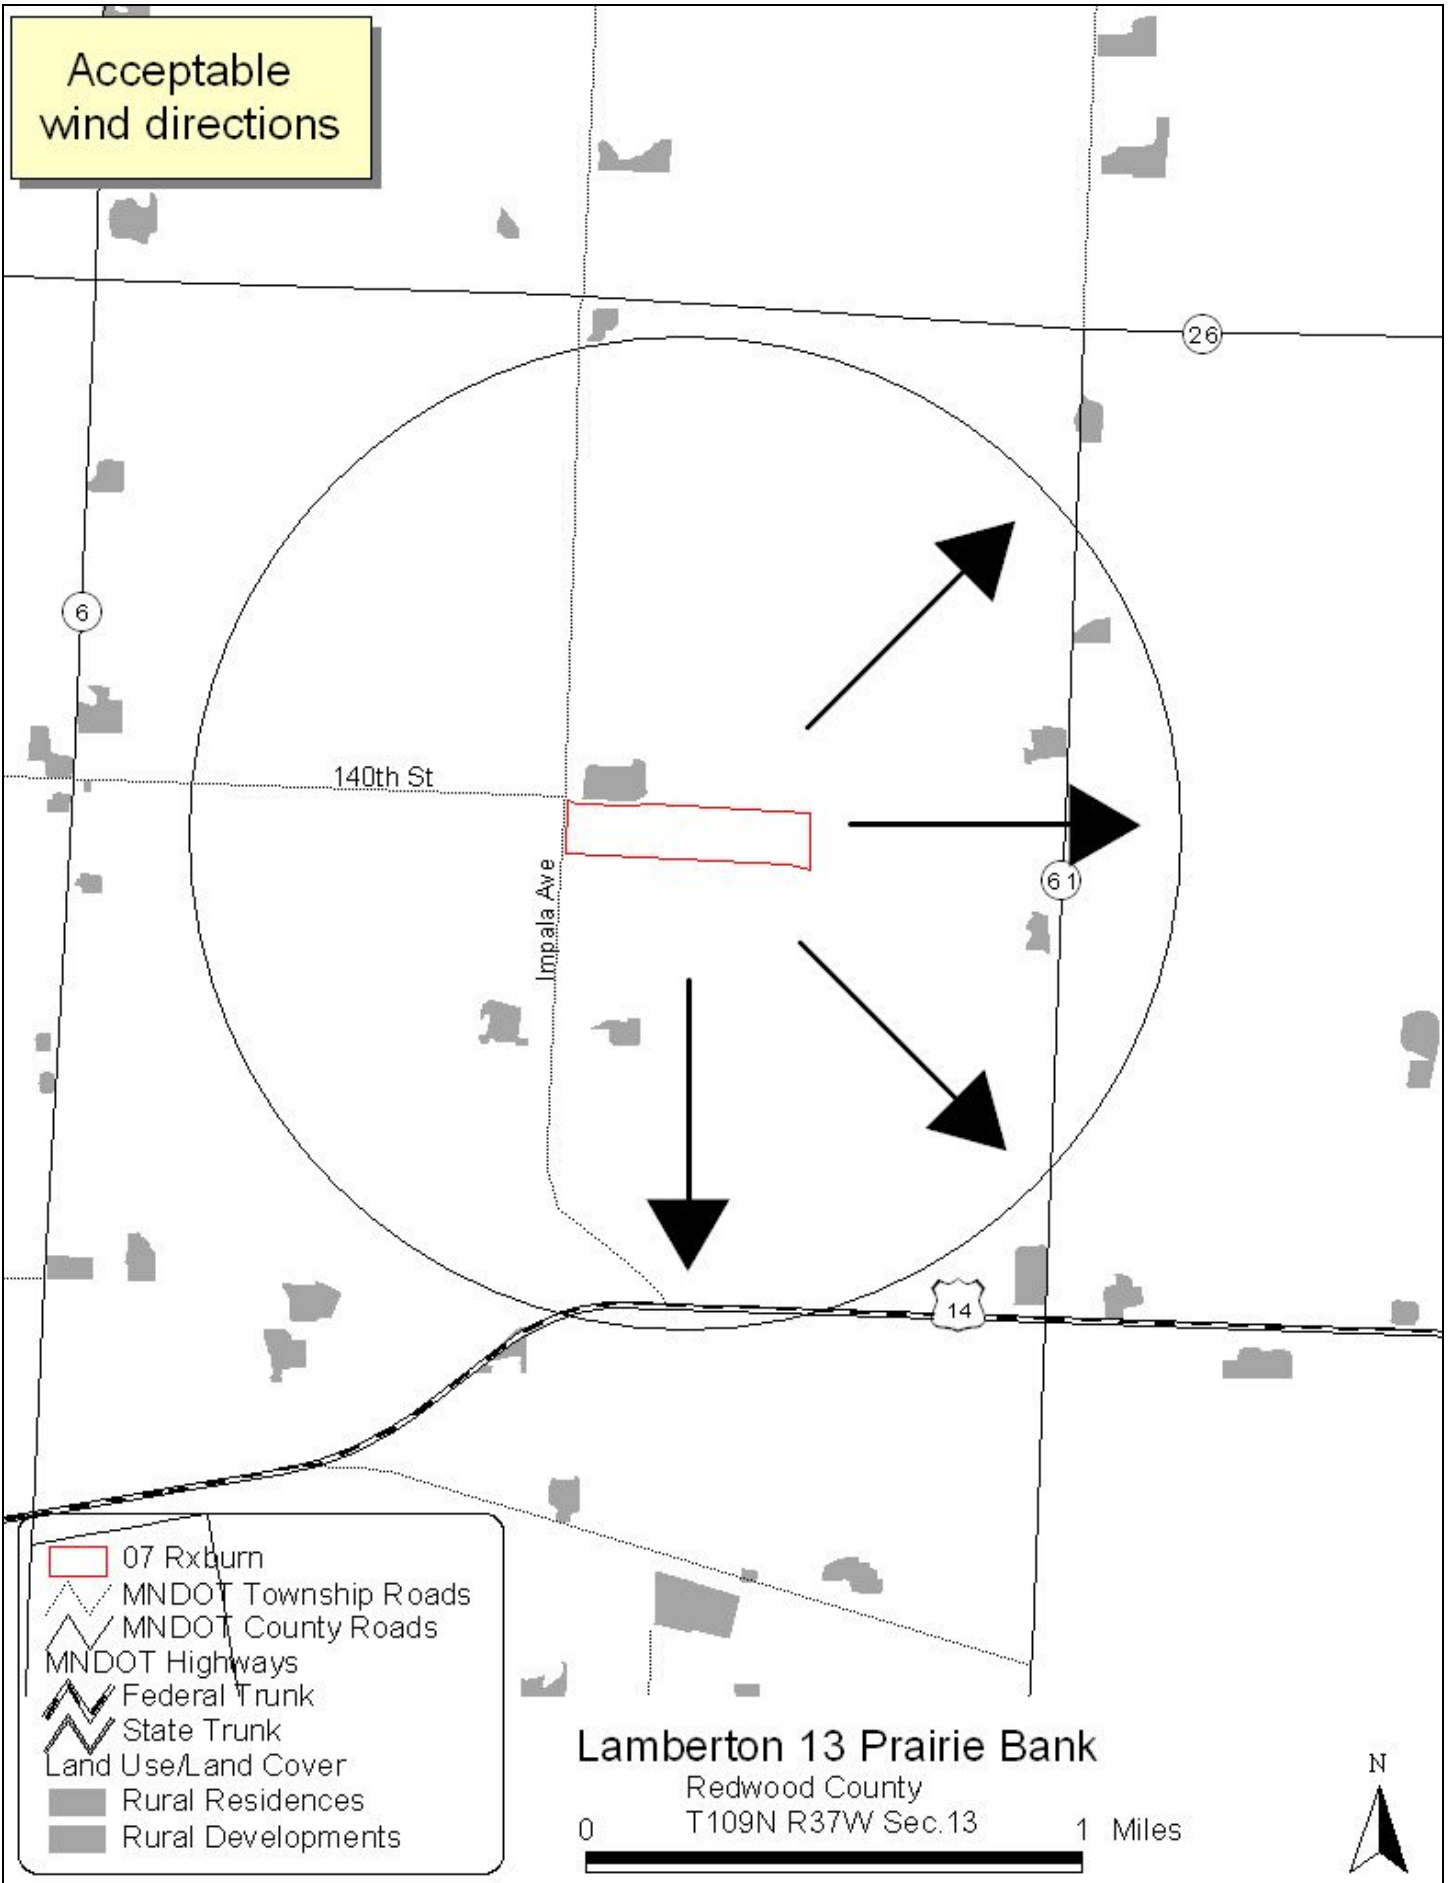 Acceptable
wind directions
26
6
140th St
Impala Ave
61
14
07 Rxburn
MNDOT Township Roads
MNDOT County Roads
MNDOT Highways
Federal Trunk
State Trunk
Land Use/Land Cover
Rural Residences
Rural Developments
Lamberton 13 Prairie Bank
Redwood County
T109N R37W Sec.13
0 1 Miles
N